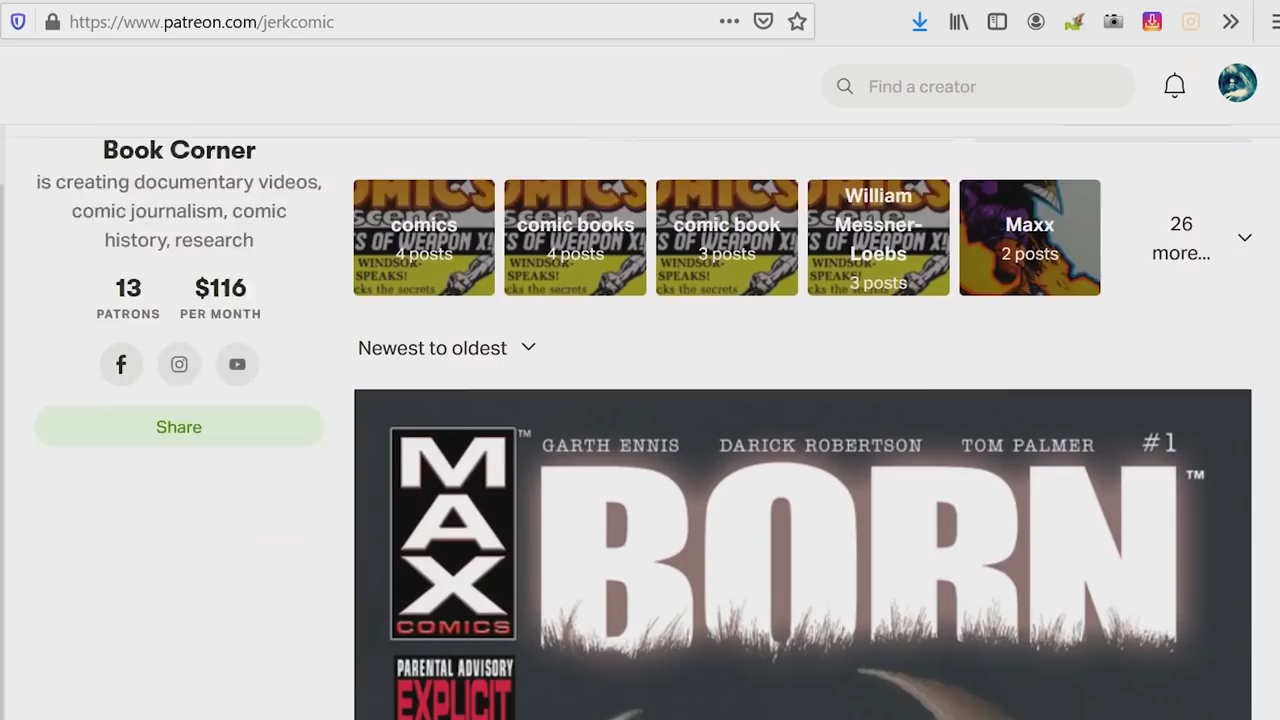 https://www.patreon.com/jerkcomic
Find a creator
Book Corner
is creating documentary videos,
comic journalism, comic
history, research
13
PATRONS
$116
PER MONTH
Share
comics
4 posts
comic books
4 posts
comic book
3 posts
William
Messner-
Loebs
3 posts
Maxx
2 posts
26
more...
Newest to oldest
MAX
COMICS
™
GARTH ENNIS DARICK ROBERTSON TOM PALMER #1
BORN™
PARENTAL ADVISORY
EXPLICIT